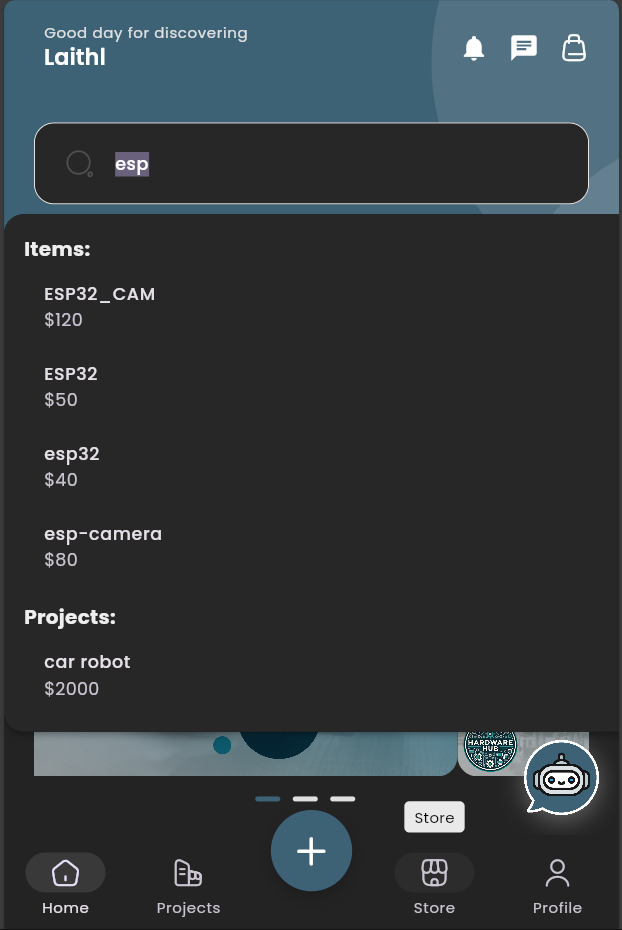 Good day for discovering
Laithl
esp
Items:
ESP32_CAM
$120
ESP32
$50
esp32
$40
esp-camera
$80
Projects:
car robot
$2000
HARDWARE
HUB
Store
Home
Projects
Store
Profile